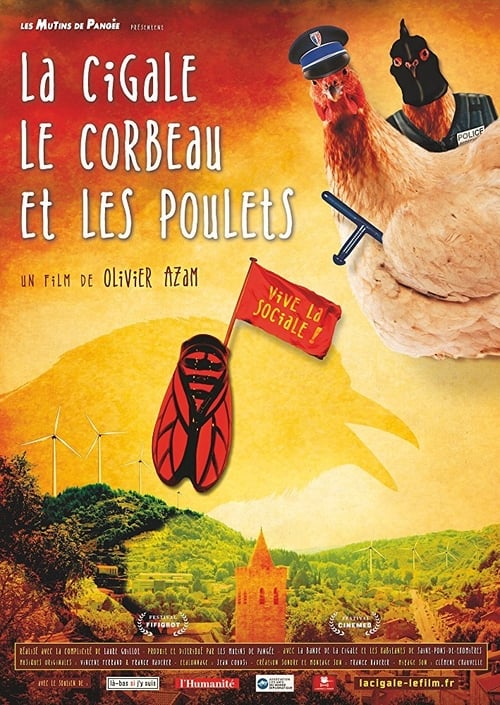 LES MUTINS DE PANGÉE PRÉSENTENT
LA CIGALE
LE CORBEAU
ET LES POULETS
POLICE
UN FILM DE OLIVIER AZAM
VIVE LA
SOCIALE !
FESTIVAL
FIFIGROT
FESTIVAL
CINEMED
RÉALISÉ AVEC LA COMPLICITÉ DE LAURE GUILLOT - PRODUIT ET DISTRIBUÉ PAR LES MUTINS DE PANGÉE - AVEC LA BANDE DE LA CIGALE ET LES HABITANTS DE SAINT-PONS-DE-THOMIÈRES
MUSIQUES ORIGINALES : VINCENT FERRAND & FRANCK HADERER - ETALONNAGE : JEAN COUDSI - CRÉATION SONORE ET MONTAGE SON : FRANCK HADERER - MIXAGE SON : CLÉMENT CHAUVELLE
AVEC LE SOUTIEN DE :
là-bas si j'y suis
l'Humanité
lacigale-lefilm.fr